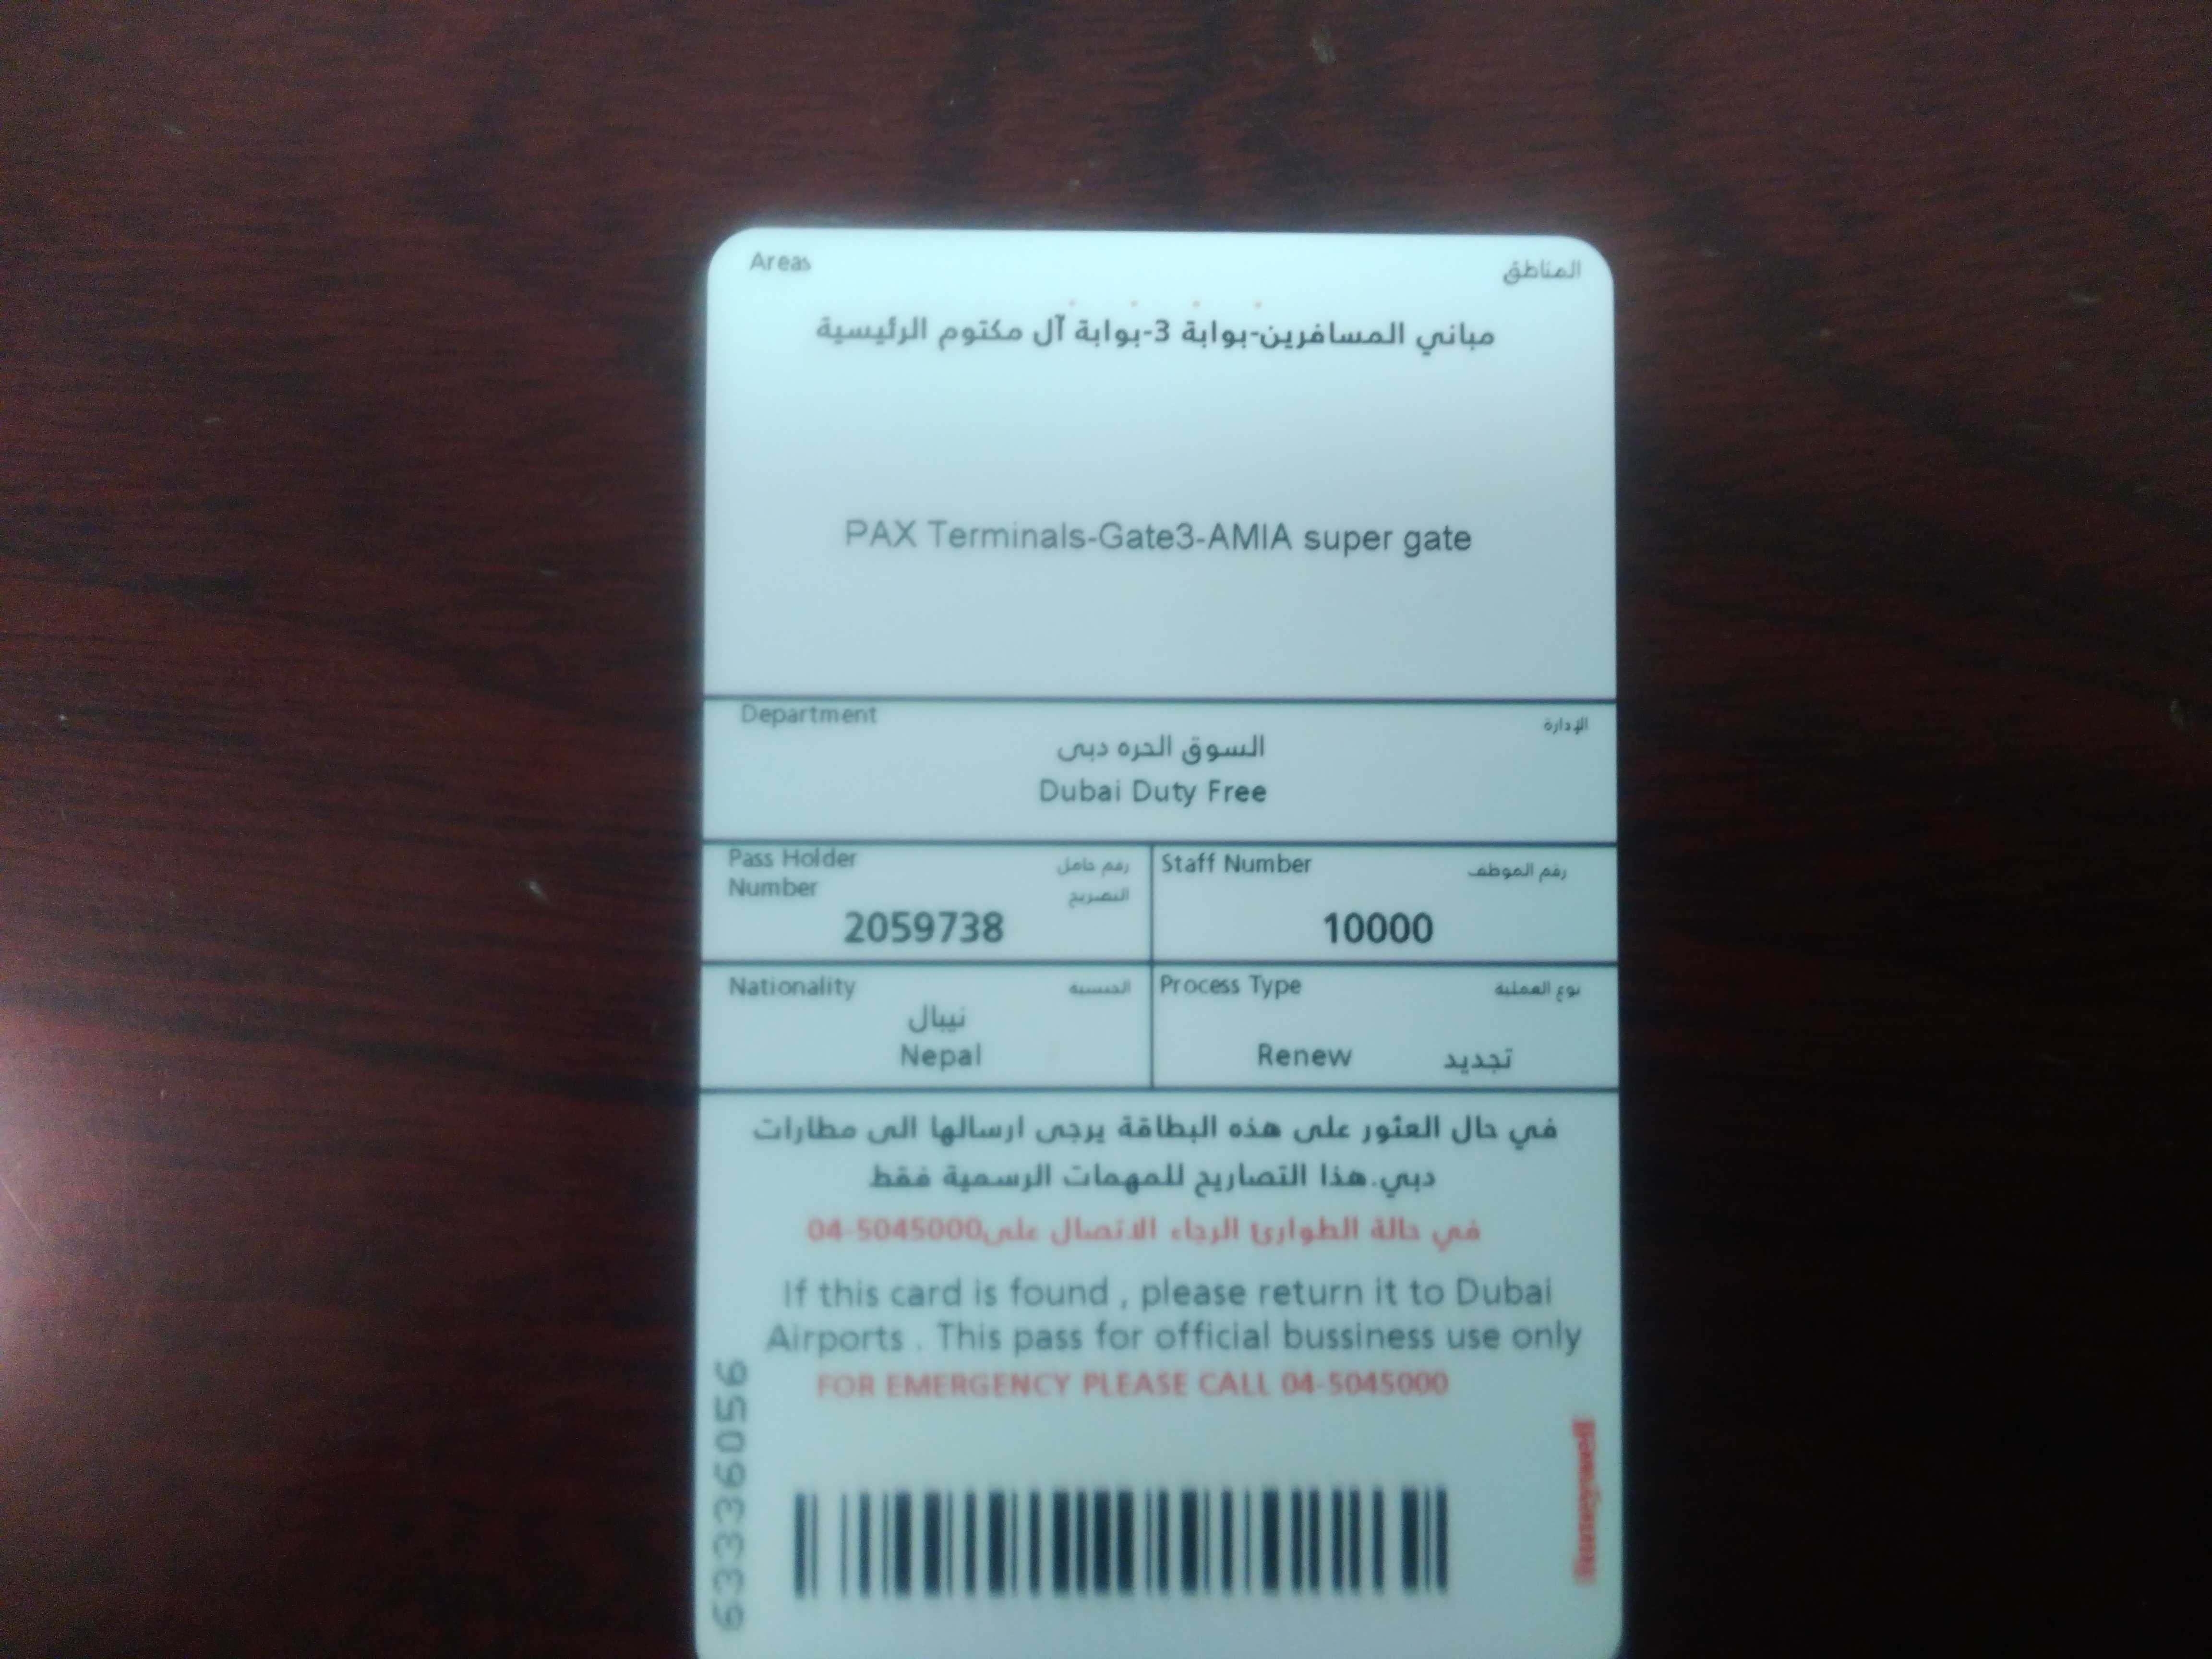 Areas المناطق
مباني المسافرين-بوابة 3-بوابة آل مكتوم الرئيسية
PAX Terminals-Gate3-AMIA super gate
Department الإدارة
السوق الحره دبى
Dubai Duty Free
Pass Holder رقم حامل
Number التصريح
2059738
Staff Number رقم الموظف
10000
Nationality الجنسية
نيبال
Nepal
Process Type نوع العملية
Renew تجديد
في حال العثور على هذه البطاقة يرجى ارسالها الى مطارات
دبي.هذا التصاريح للمهمات الرسمية فقط
في حالة الطوارئ الرجاء الاتصال على04-5045000
If this card is found , please return it to Dubai
Airports . This pass for official bussiness use only
FOR EMERGENCY PLEASE CALL 04-5045000
63336056